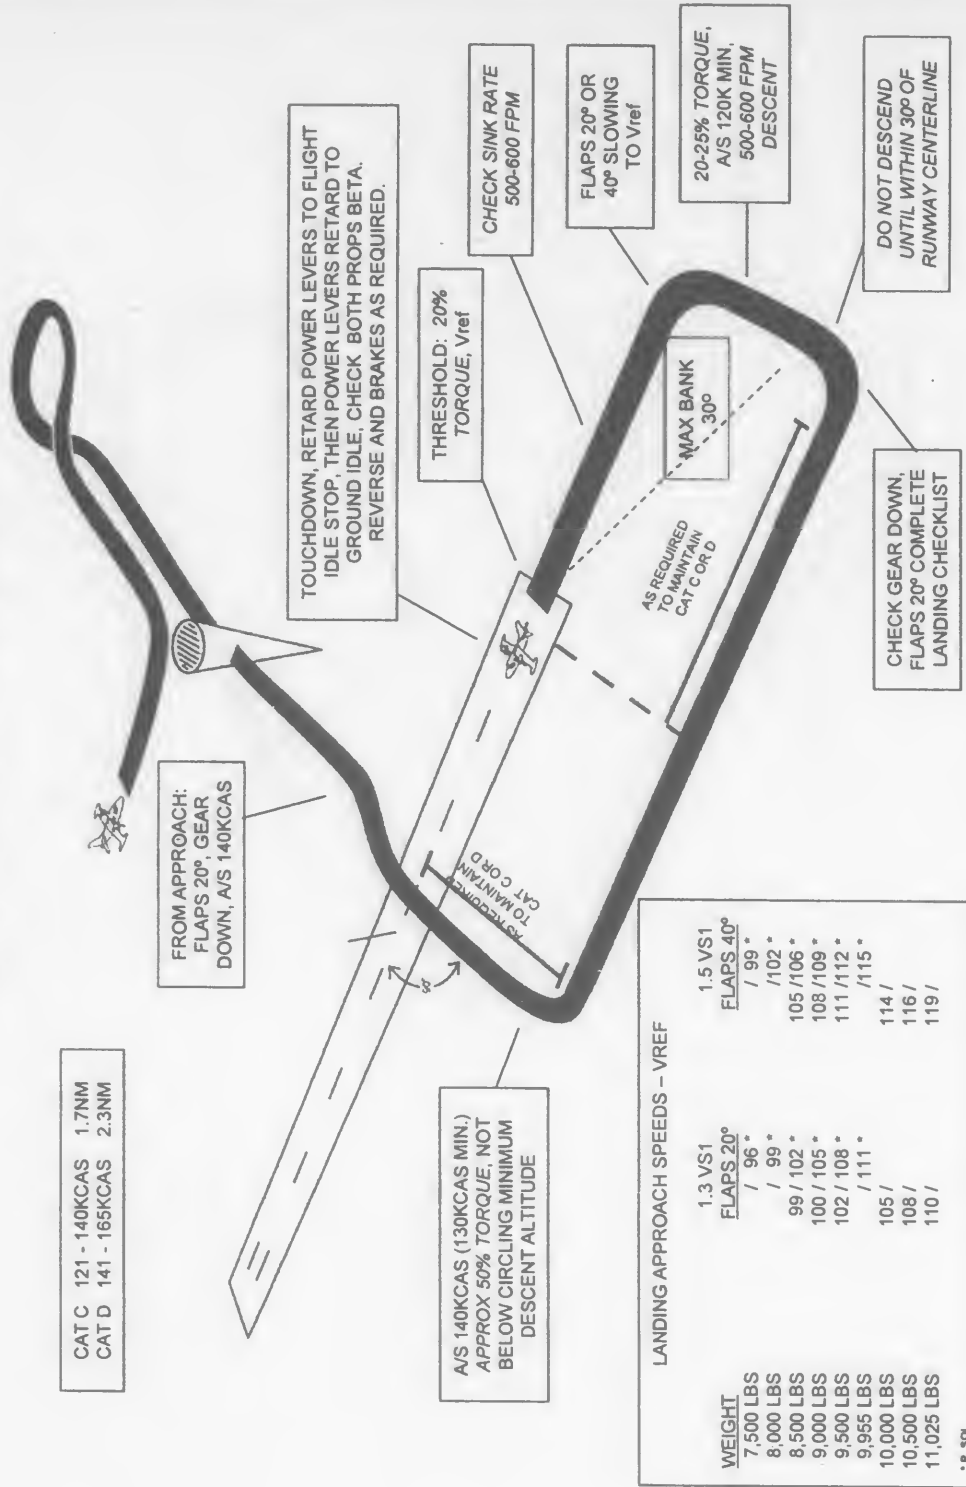 CAT C 121 - 140KCAS 1.7NM
CAT D 141 - 165KCAS 2.3NM
FROM APPROACH:
FLAPS 20°, GEAR
DOWN, A/S 140KCAS
TOUCHDOWN, RETARD POWER LEVERS TO FLIGHT
IDLE STOP, THEN POWER LEVERS RETARD TO
GROUND IDLE, CHECK BOTH PROPS BETA.
REVERSE AND BRAKES AS REQUIRED.
THRESHOLD: 20%
TORQUE, Vref
CHECK SINK RATE
500-600 FPM
FLAPS 20° OR
40° SLOWING
TO Vref
20-25% TORQUE,
A/S 120K MIN,
500-600 FPM
DESCENT
DO NOT DESCEND
UNTIL WITHIN 30° OF
RUNWAY CENTERLINE
MAX BANK
30°
AS REQUIRED
TO MAINTAIN
CAT C OR D
AS REQUIRED
TO MAINTAIN
CAT C OR D
CHECK GEAR DOWN,
FLAPS 20° COMPLETE
LANDING CHECKLIST
A/S 140KCAS (130KCAS MIN.)
APPROX 50% TORQUE, NOT
BELOW CIRCLING MINIMUM
DESCENT ALTITUDE
LANDING APPROACH SPEEDS – VREF
1.3 VS1 1.5 VS1
WEIGHT FLAPS 20° FLAPS 40°
7,500 LBS / 96 * / 99 *
8,000 LBS / 99 * /102 *
8,500 LBS 99 / 102 * 105 /106 *
9,000 LBS 100 / 105 * 108 /109 *
9,500 LBS 102 / 108 * 111 /112 *
9,955 LBS / 111 * /115 *
10,000 LBS 105 / 114 /
10,500 LBS 108 / 116 /
11,025 LBS 110 / 119 /